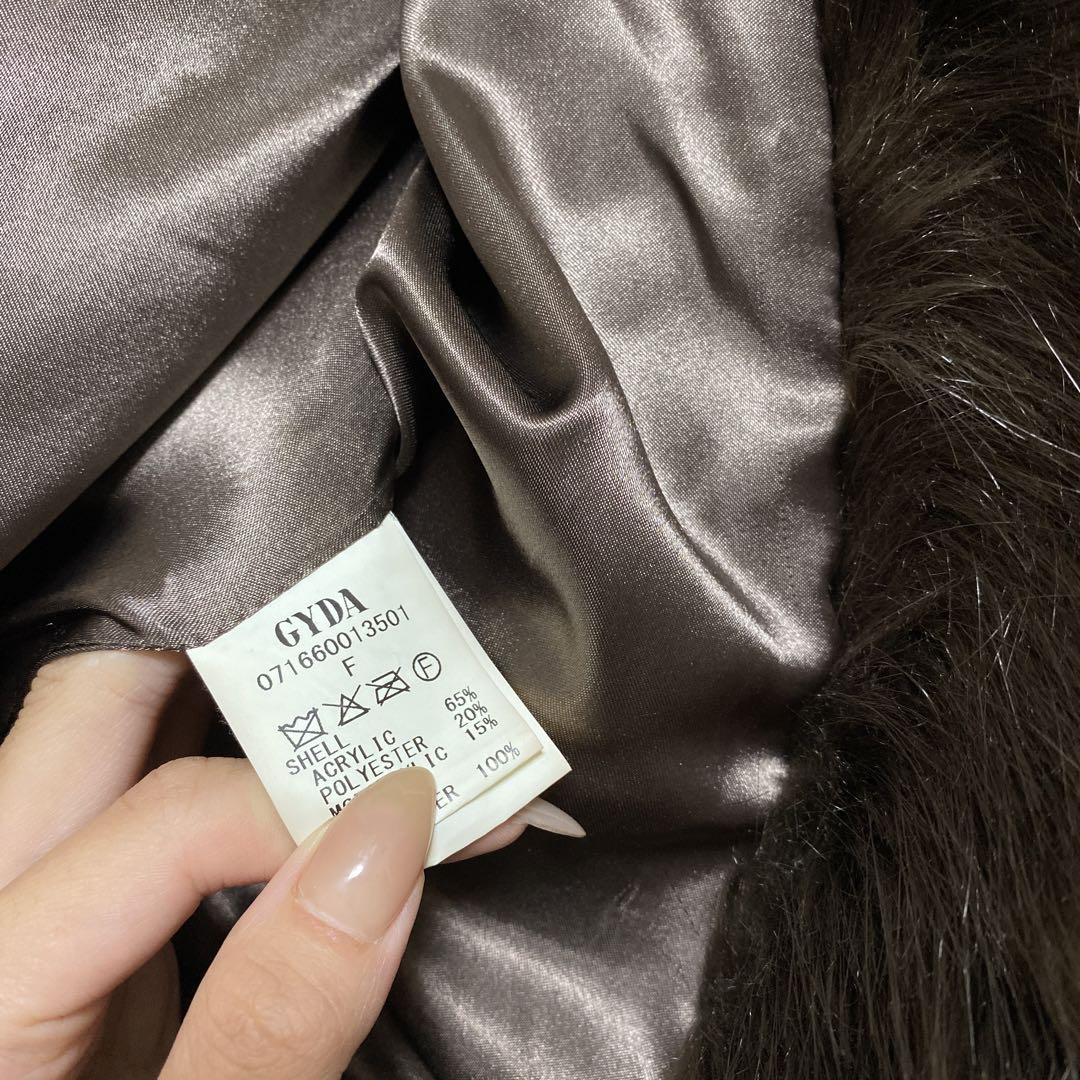 GYDA
071660013501
F
F
SHELL
ACRYLIC 65%
POLYESTER 20%
15%
100%